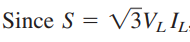 Since S = √3V_L I_L.